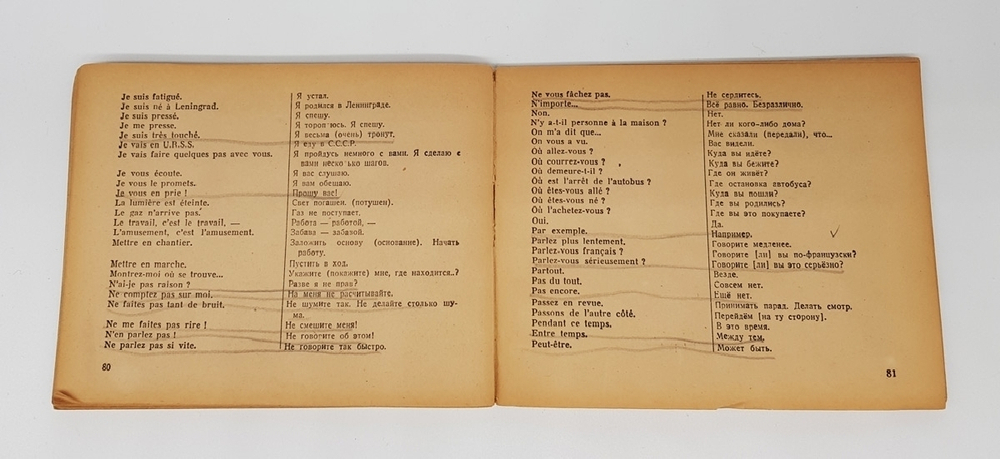 Je suis fatigué. Я устал.
Je suis né à Leningrad. Я родился в Ленинграде.
Je suis pressé. Я спешу.
Je me presse. Я тороплюсь. Я спешу.
Je suis très touché. Я весьма (очень) тронут.
Je vais en U.R.S.S. Я еду в С.С.С.Р.
Je vais faire quelques pas avec vous. Я пройдусь немного с вами. Я сделаю с
вами несколько шагов.
Je vous écoute. Я вас слушаю.
Je vous le promets. Я вам обещаю.
Je vous en prie ! Прошу вас!
La lumière est éteinte. Свет погашен. (потушен).
Le gaz n'arrive pas. Газ не поступает.
Le travail, c'est le travail, — Работа — работой, —
L'amusement, c'est l'amusement. Забава — забавой.
Mettre en chantier. Заложить основу (основание). Начать
работу.
Mettre en marche. Пустить в ход.
Montrez-moi où se trouve... Укажите (покажите) мне, где находится..?
N'ai-je pas raison ? Разве я не прав?
Ne comptez pas sur moi. На меня не расчитывайте.
Ne faites pas tant de bruit. Не шумите так. Не делайте столько шу-
ма.
Ne me faites pas rire ! Не смешите меня!
N'en parlez pas ! Не говорите об этом!
Ne parlez pas si vite. Не говорите так быстро.
80
Ne vous fâchez pas. Не сердитесь.
N'importe... Всё равно. Безразлично.
Non. Нет.
N'y a-t-il personne à la maison ? Нет ли кого-либо дома?
On m'a dit que... Мне сказали (передали), что...
On vous a vu. Вас видели.
Où allez-vous ? Куда вы идёте?
Où courrez-vous ? Куда вы бежите?
Où demeure-t-il ? Где он живёт?
Où est l'arrêt de l'autobus ? Где остановка автобуса?
Où êtes-vous allé ? Куда вы пошли?
Où êtes-vous né ? Где вы родились?
Où l'achetez-vous ? Где вы это покупаете?
Oui. Да.
Par exemple. Например.
Parlez plus lentement. Говорите медленее.
Parlez-vous français ? Говорите [ли] вы по-французски?
Parlez-vous sérieusement ? Говорите [ли] вы это серьёзно?
Partout. Везде.
Pas du tout. Совсем нет.
Pas encore. Ещё нет.
Passez en revue. Принимать парад. Делать смотр.
Passons de l'autre côté. Перейдём [на ту сторону].
Pendant ce temps. В это время.
Entre temps. Между тем.
Peut-être. Может быть.
81